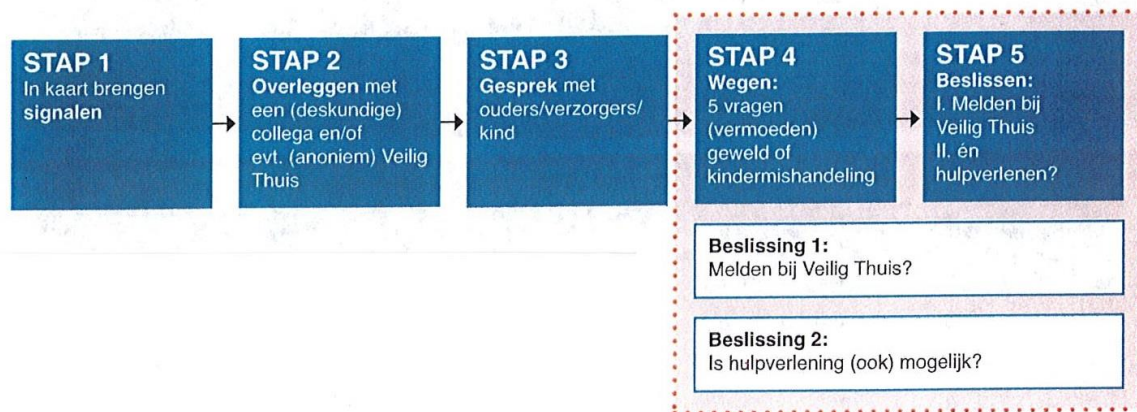 STAP 1
In kaart brengen
signalen
STAP 2
Overleggen met
een (deskundige)
collega en/of
evt. (anoniem) Veilig
Thuis
STAP 3
Gesprek met
ouders/verzorgers/
kind
STAP 4
Wegen:
5 vragen
(vermoeden)
geweld of
kindermishandeling
STAP 5
Beslissen:
I. Melden bij
Veilig Thuis
II. én
hulpverlenen?
Beslissing 1:
Melden bij Veilig Thuis?
Beslissing 2:
Is hulpverlening (ook) mogelijk?